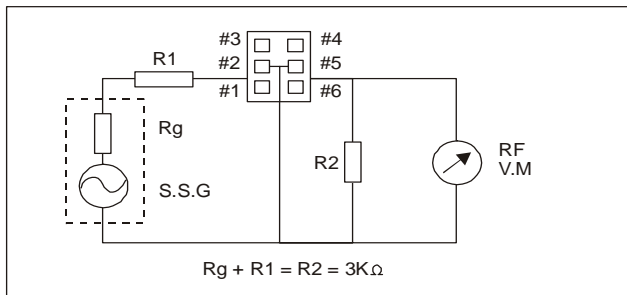 #3 #4
R1 #2 #5
#1 #6
Rg
R2
RF
V.M
S.S.G
Rg + R1 = R2 = 3KΩ